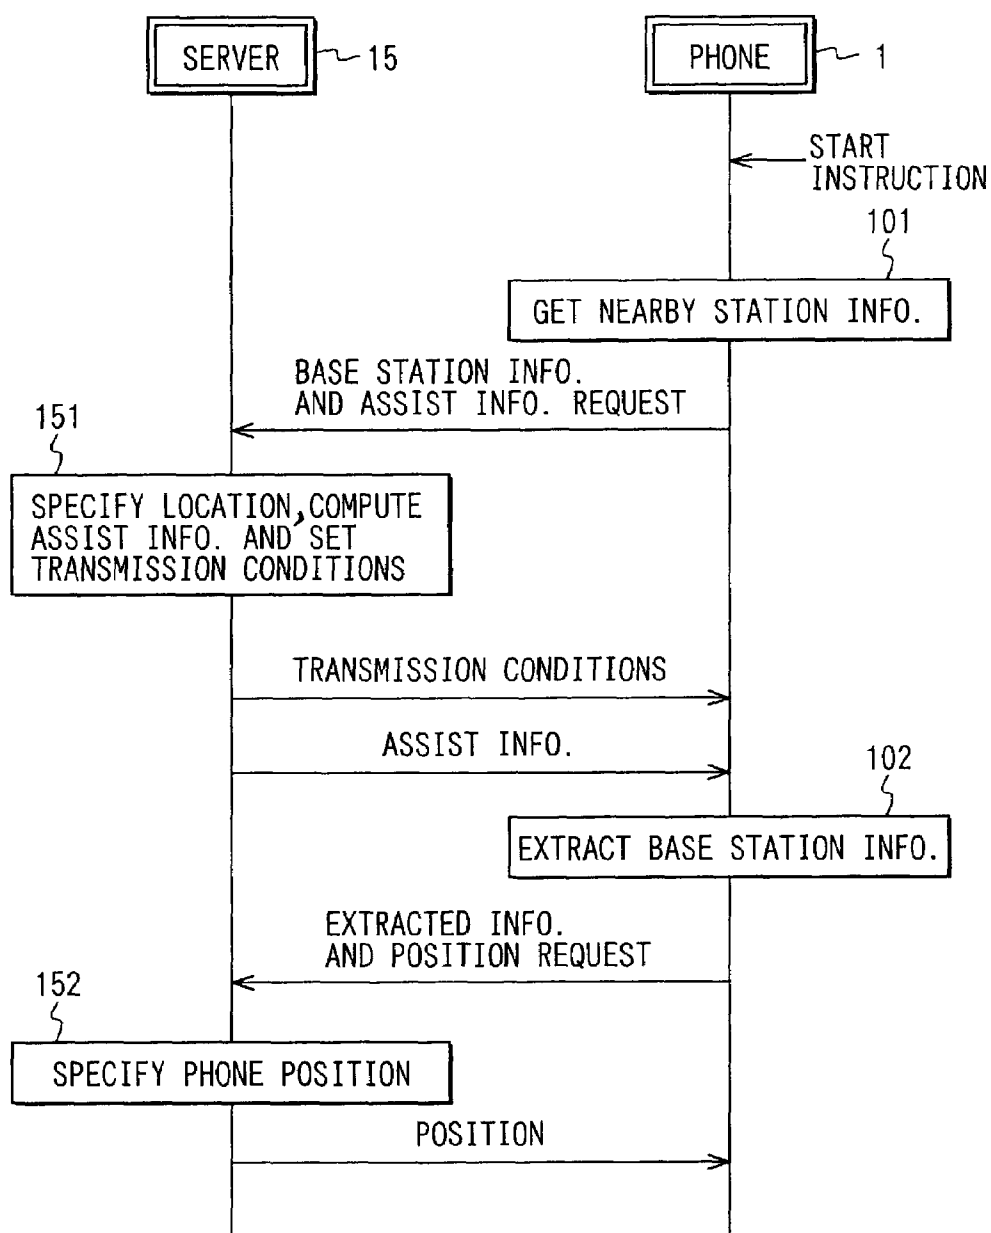 SERVER
15
PHONE
1
START
INSTRUCTION
101
GET NEARBY STATION INFO.
BASE STATION INFO.
AND ASSIST INFO. REQUEST
151
SPECIFY LOCATION, COMPUTE
ASSIST INFO. AND SET
TRANSMISSION CONDITIONS
TRANSMISSION CONDITIONS
ASSIST INFO.
102
EXTRACT BASE STATION INFO.
EXTRACTED INFO.
AND POSITION REQUEST
152
SPECIFY PHONE POSITION
POSITION